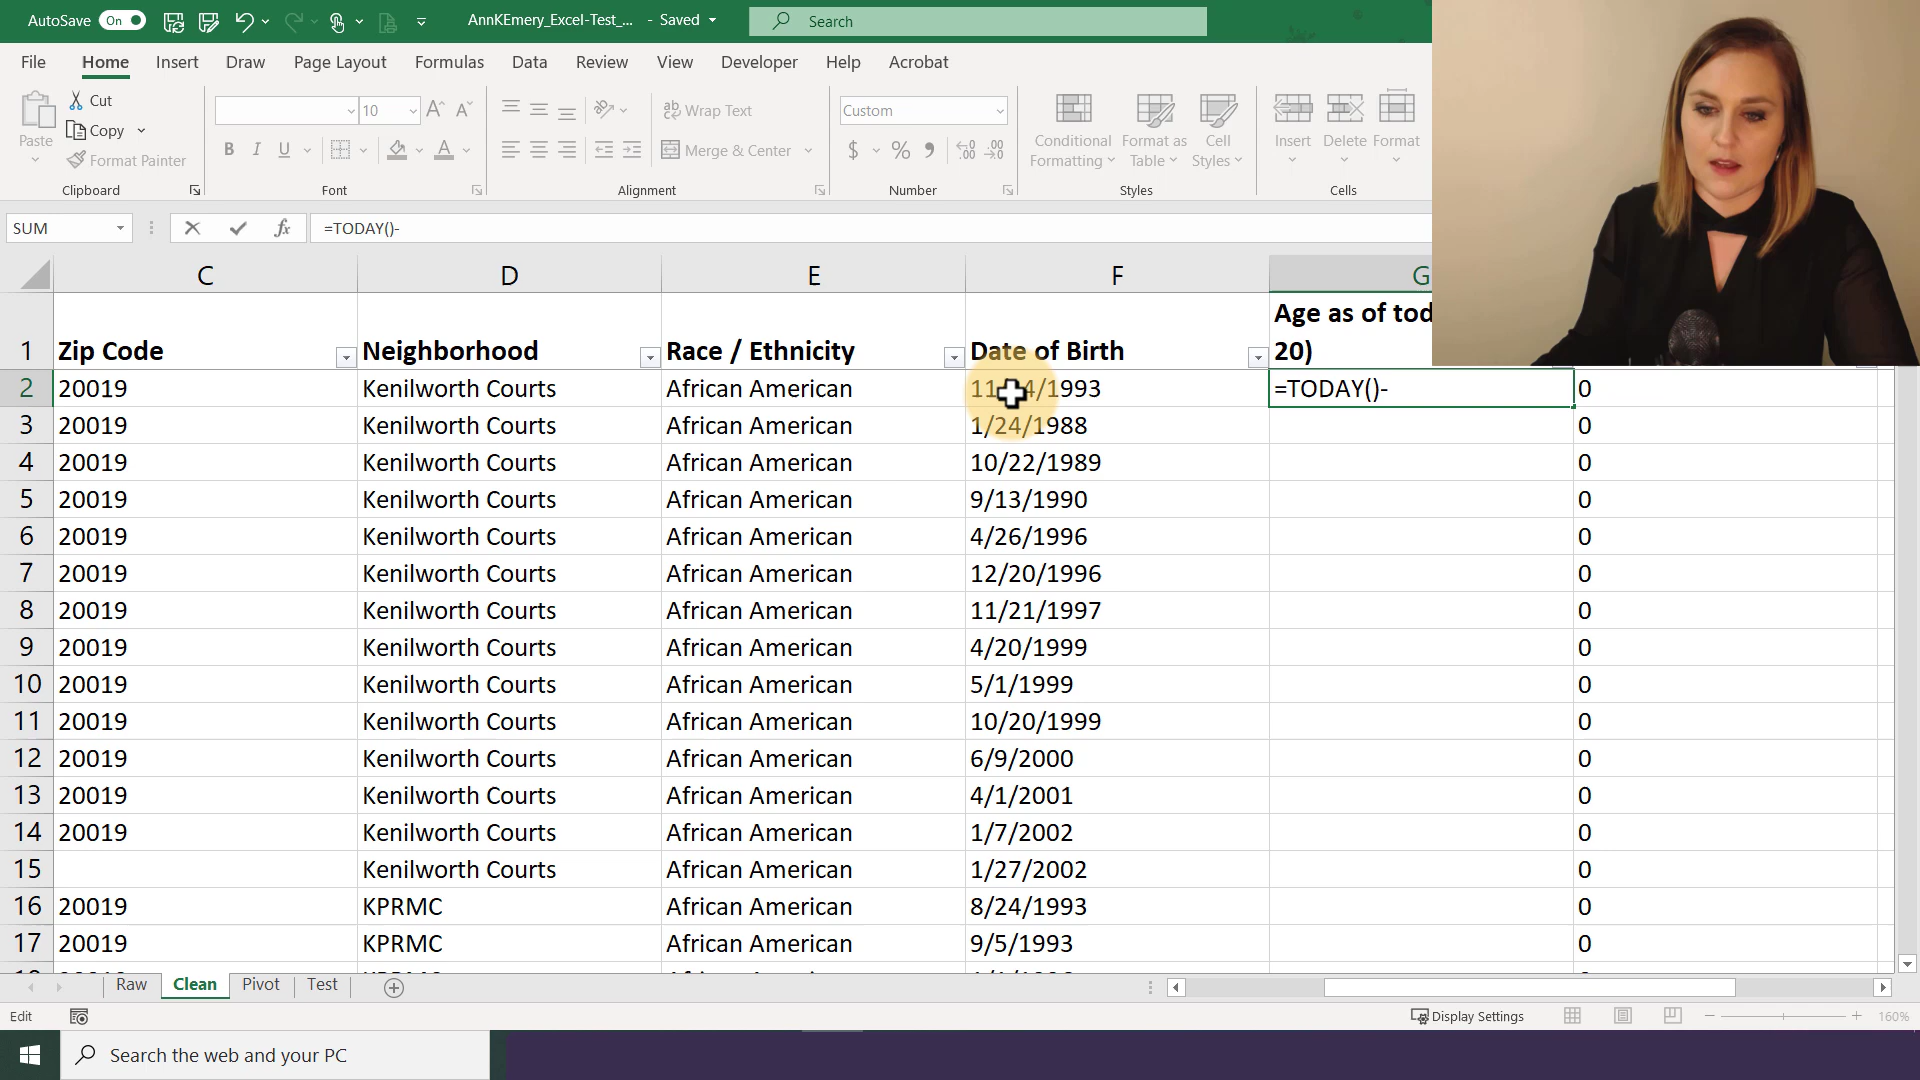 AutoSave On AnnKEmery_Excel-Test_... - Saved Search
File Home Insert Draw Page Layout Formulas Data Review View Developer Help Acrobat
Paste Cut Copy Format Painter
10
Wrap Text
Merge & Center
Custom
$ % 9
Conditional Formatting Format as Table Cell Styles
Insert Delete Format
Clipboard Font Alignment Number Styles Cells
SUM fx =TODAY()-
C D E F G
1 Zip Code Neighborhood Race / Ethnicity Date of Birth Age as of tod
20)
2 20019 Kenilworth Courts African American 11 4/1993 =TODAY()- 0
3 20019 Kenilworth Courts African American 1/24/1988 0
4 20019 Kenilworth Courts African American 10/22/1989 0
5 20019 Kenilworth Courts African American 9/13/1990 0
6 20019 Kenilworth Courts African American 4/26/1996 0
7 20019 Kenilworth Courts African American 12/20/1996 0
8 20019 Kenilworth Courts African American 11/21/1997 0
9 20019 Kenilworth Courts African American 4/20/1999 0
10 20019 Kenilworth Courts African American 5/1/1999 0
11 20019 Kenilworth Courts African American 10/20/1999 0
12 20019 Kenilworth Courts African American 6/9/2000 0
13 20019 Kenilworth Courts African American 4/1/2001 0
14 20019 Kenilworth Courts African American 1/7/2002 0
15 Kenilworth Courts African American 1/27/2002 0
16 20019 KPRMC African American 8/24/1993 0
17 20019 KPRMC African American 9/5/1993 0
Raw Clean Pivot Test
Edit Display Settings 160%
Search the web and your PC